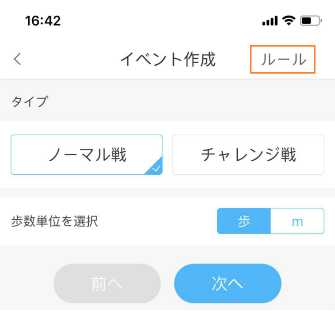 16:42
イベント作成 ルール
タイプ
ノーマル戦 チャレンジ戦
歩数単位を選択 歩 m
前へ 次へ